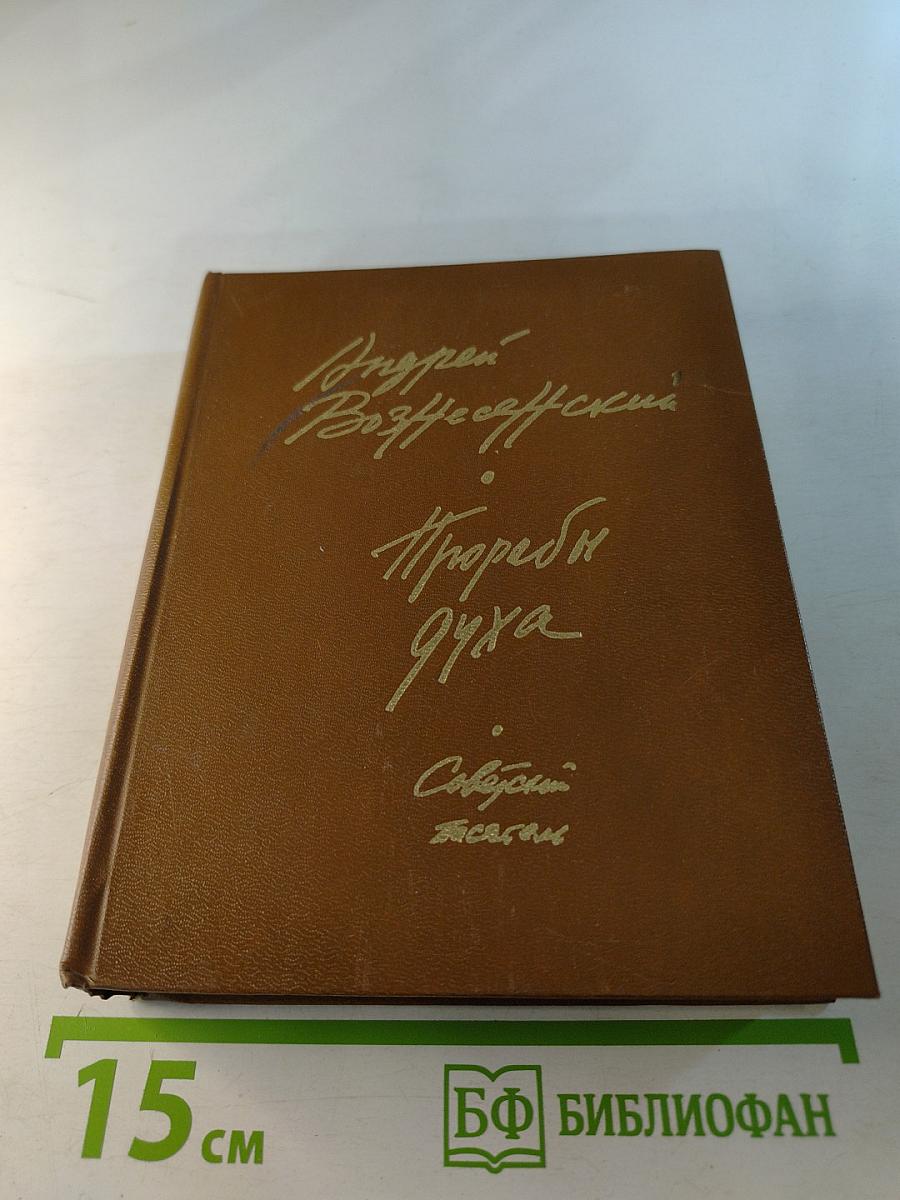 Андрей
Вознесенский
Прорабы
духа
Советский
писатель
15 см
БФ БИБЛИОФАН